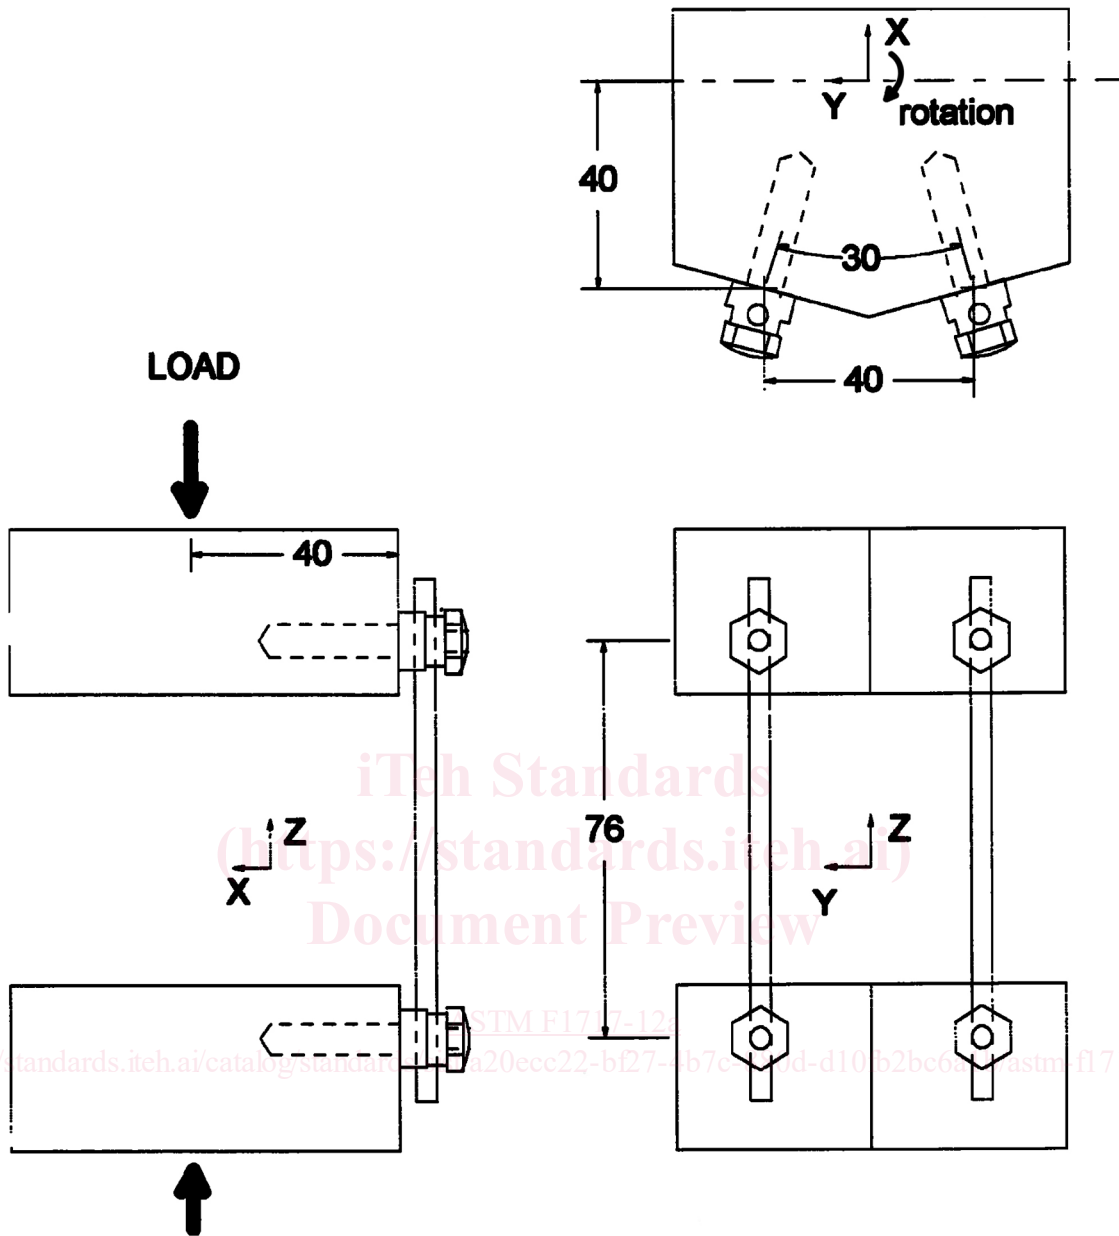 X
Y
rotation
40
30
40
LOAD
40
iTeh Standards
76
(https://standards.iteh.ai)
Z
X
Z
Y
Document Preview
ASTM F1717-12a